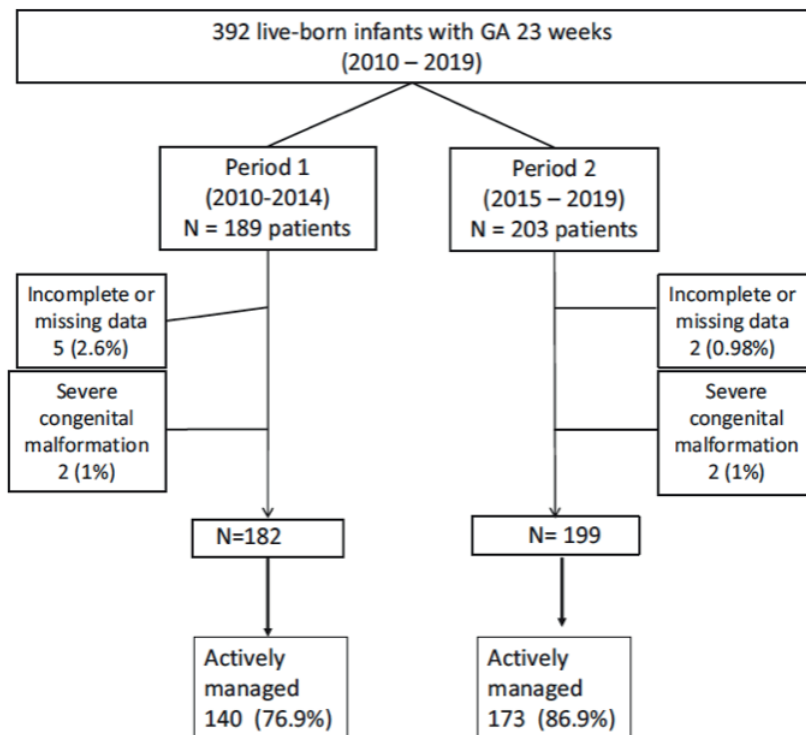 392 live-born infants with GA 23 weeks
(2010 – 2019)
Period 1
(2010-2014)
N = 189 patients
Period 2
(2015 – 2019)
N = 203 patients
Incomplete or
missing data
5 (2.6%)
Incomplete or
missing data
2 (0.98%)
Severe
congenital
malformation
2 (1%)
Severe
congenital
malformation
2 (1%)
N=182
N= 199
Actively
managed
140 (76.9%)
Actively
managed
173 (86.9%)